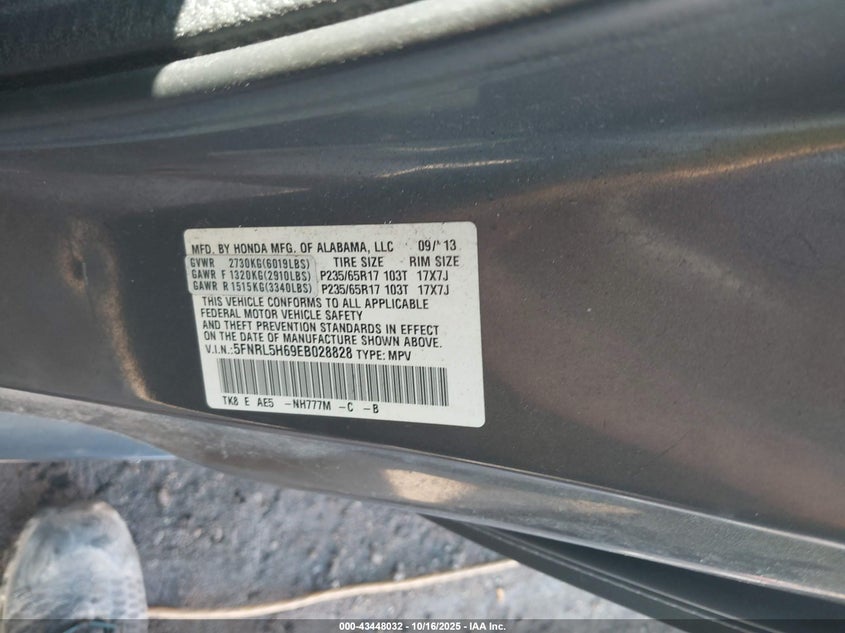 MFD. BY HONDA MFG. OF ALABAMA, LLC 09/'13
GVWR 2730KG(6019LBS) TIRE SIZE RIM SIZE
GAWR F 1320KG(2910LBS) P235/65R17 103T 17X7J
GAWR R 1515KG(3340LBS) P235/65R17 103T 17X7J
THIS VEHICLE CONFORMS TO ALL APPLICABLE
FEDERAL MOTOR VEHICLE SAFETY
AND THEFT PREVENTION STANDARDS IN EFFECT
ON THE DATE OF MANUFACTURE SHOWN ABOVE.
V.I.N.:5FNRL5H69EB028828 TYPE: MPV
TK8 E AE5 -NH777M -C -B
000-43448032 - 10/16/2025 - IAA Inc.